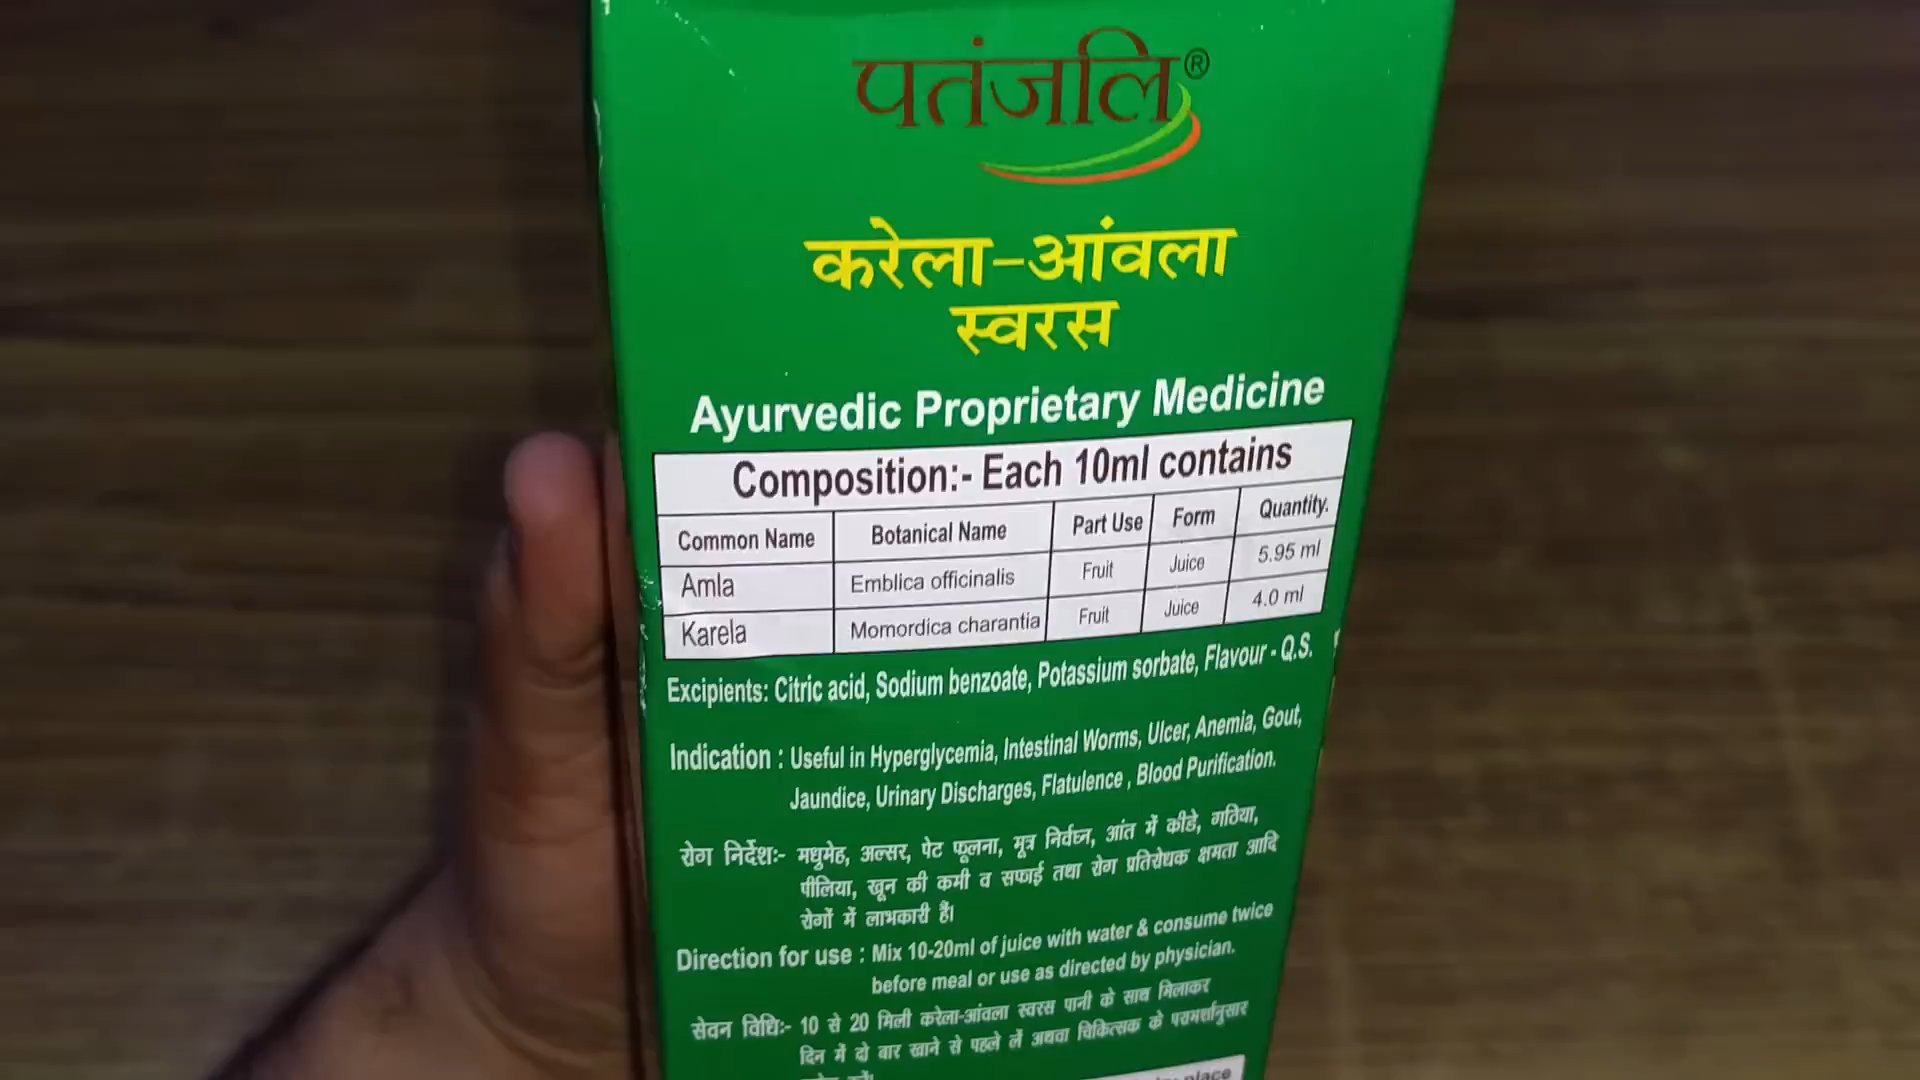 पतंजलि®
करेला-आंवला
स्वरस
Ayurvedic Proprietary Medicine
Composition:- Each 10ml contains
Common Name Botanical Name Part Use Form Quantity.
Amla Emblica officinalis Fruit Juice 5.95 ml
Karela Momordica charantia Fruit Juice 4.0 ml
Excipients: Citric acid, Sodium benzoate, Potassium sorbate, Flavour - Q.S.
Indication : Useful in Hyperglycemia, Intestinal Worms, Ulcer, Anemia, Gout,
Jaundice, Urinary Discharges, Flatulence , Blood Purification.
रोग निर्देशः- मधुमेह, अल्सर, पेट फूलना, मूत्र निर्वघ्न, आंत में कीडे, गठिया,
पीलिया, खून की कमी व सफाई तथा रोग प्रतिरोधक क्षमता आदि
रोगों में लाभकारी हैं।
Direction for use : Mix 10-20ml of juice with water & consume twice
before meal or use as directed by physician.
सेवन विधिः- 10 से 20 मिली करेला-आंवला स्वरस पानी के साथ मिलाकर
दिन में दो बार खाने से पहले लें अथवा चिकित्सक के परामर्शानुसार
place